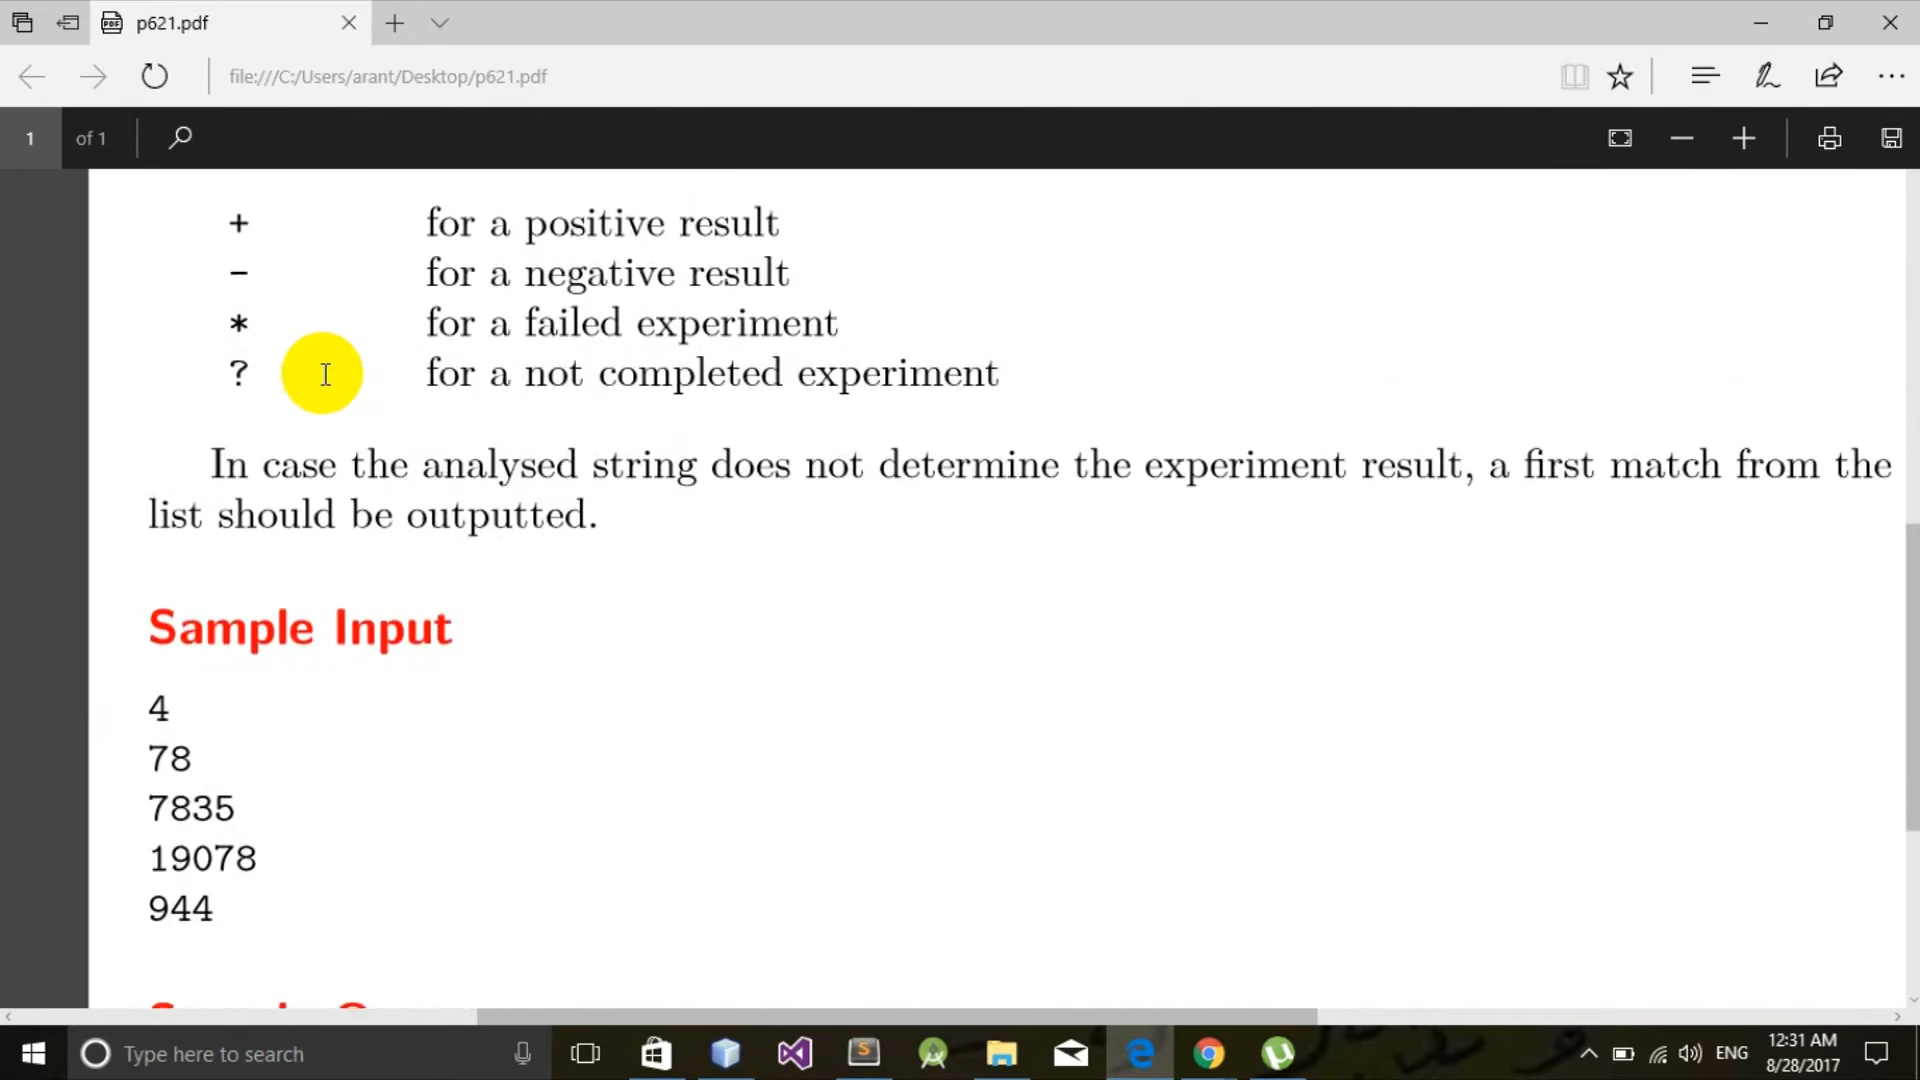 p621.pdf
file:///C:/Users/arant/Desktop/p621.pdf
1 of 1
+ for a positive result
- for a negative result
* for a failed experiment
? for a not completed experiment
In case the analysed string does not determine the experiment result, a first match from the
list should be outputted.
Sample Input
4
78
7835
19078
944
Type here to search
ENG
12:31 AM
8/28/2017